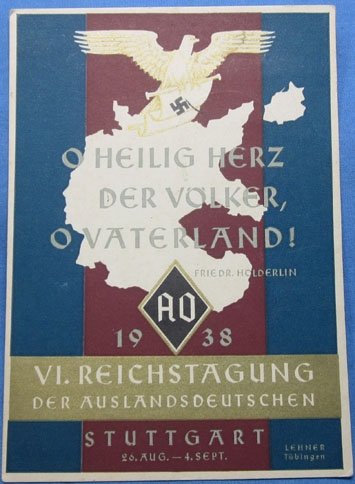 O HEILIG HERZ
DER VÖLKER,
O VATERLAND!
FRIEDR. HÖLDERLIN
AO
19 38
VI. REICHSTAGUNG
DER AUSLANDSDEUTSCHEN
STUTTGART
26. AUG. — 4. SEPT.
LEHNER
Tübingen